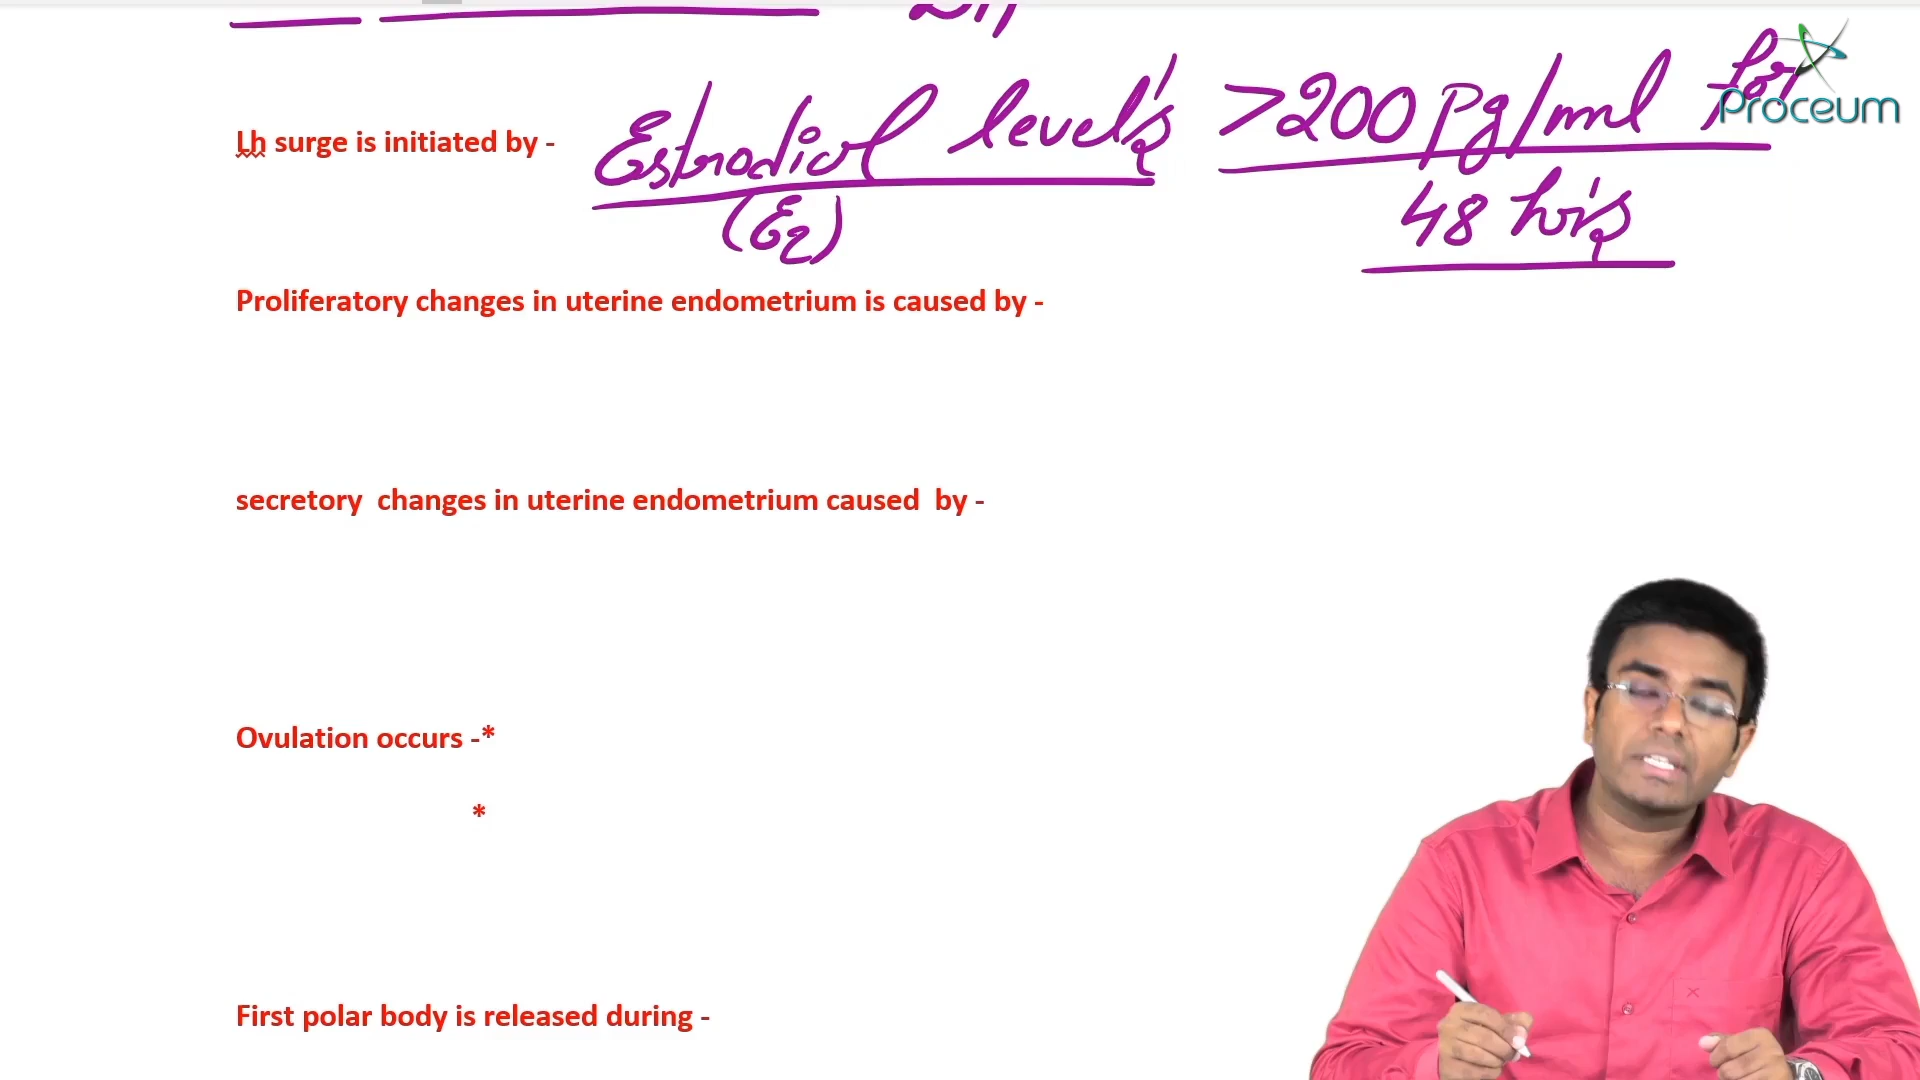 Lh surge is initiated by - Estradiol levels >200 pg/ml for
(E2) 48 hrs
Proceum
Proliferatory changes in uterine endometrium is caused by -
secretory changes in uterine endometrium caused by -
Ovulation occurs -*
*
First polar body is released during -